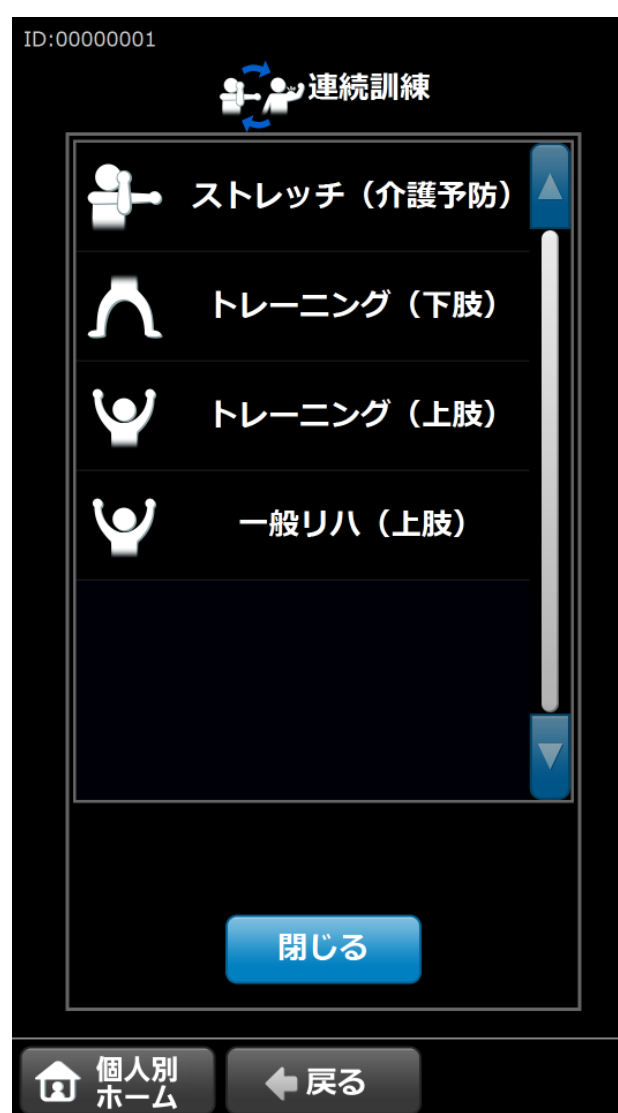 ID:00000001
連続訓練
ストレッチ（介護予防）
トレーニング（下肢）
トレーニング（上肢）
一般リハ（上肢）
閉じる
個人別
ホーム
戻る